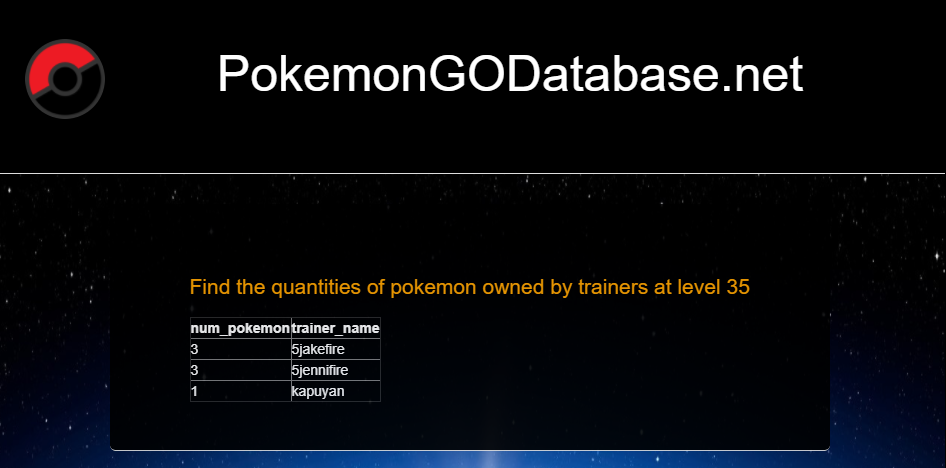 PokemonGODatabase.net
Find the quantities of pokemon owned by trainers at level 35
num_pokemon trainer_name
3 5jakefire
3 5jennifire
1 kapuyan